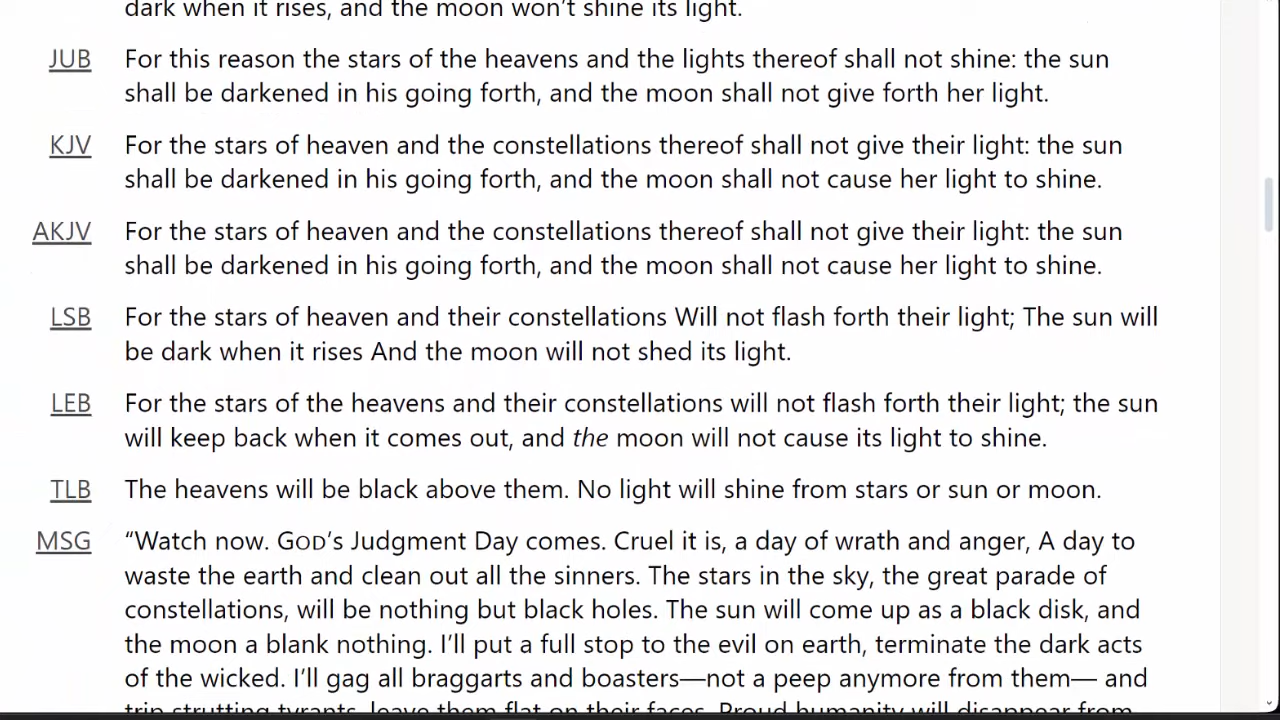 dark when it rises, and the moon won't shine its light.
JUB For this reason the stars of the heavens and the lights thereof shall not shine: the sun
shall be darkened in his going forth, and the moon shall not give forth her light.
KJV For the stars of heaven and the constellations thereof shall not give their light: the sun
shall be darkened in his going forth, and the moon shall not cause her light to shine.
AKJV For the stars of heaven and the constellations thereof shall not give their light: the sun
shall be darkened in his going forth, and the moon shall not cause her light to shine.
LSB For the stars of heaven and their constellations Will not flash forth their light; The sun will
be dark when it rises And the moon will not shed its light.
LEB For the stars of the heavens and their constellations will not flash forth their light; the sun
will keep back when it comes out, and the moon will not cause its light to shine.
TLB The heavens will be black above them. No light will shine from stars or sun or moon.
MSG “Watch now. GOD’s Judgment Day comes. Cruel it is, a day of wrath and anger, A day to
waste the earth and clean out all the sinners. The stars in the sky, the great parade of
constellations, will be nothing but black holes. The sun will come up as a black disk, and
the moon a blank nothing. I’ll put a full stop to the evil on earth, terminate the dark acts
of the wicked. I’ll gag all braggarts and boasters—not a peep anymore from them— and
trip strutting tyrants, leave them flat on their faces. Proud humanity will disappear from